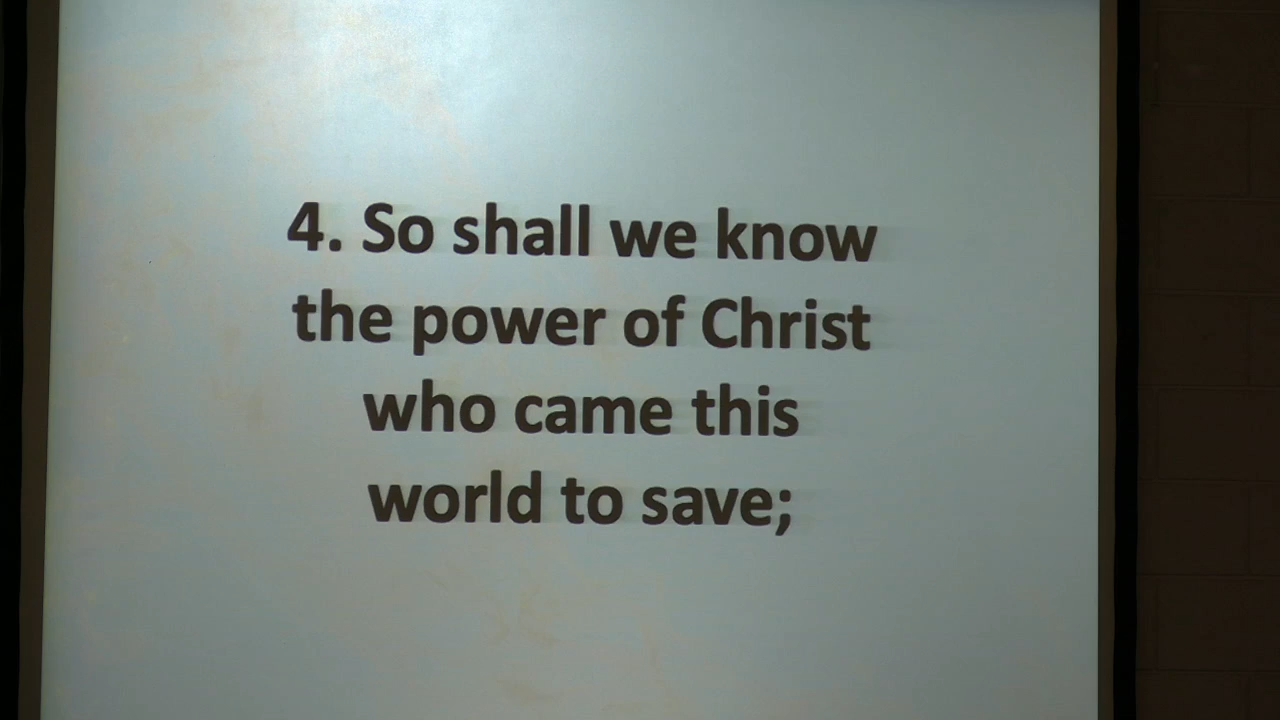 4. So shall we know
the power of Christ
who came this
world to save;